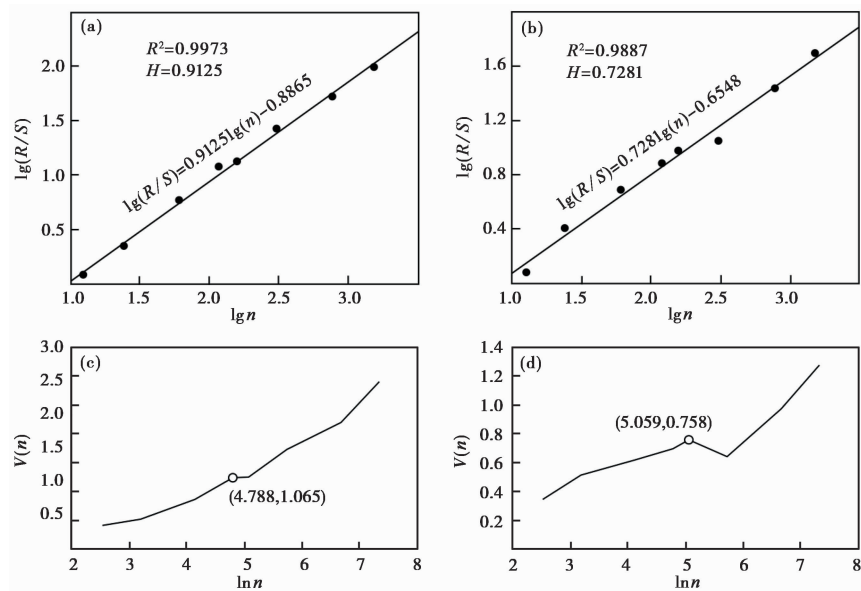 (a)
R²=0.9973
H=0.9125
lg(R/S)=0.9125lg(n)−0.8865
lg(R/S)
2.0
1.5
1.0
0.5
1.0 1.5 2.0 2.5 3.0
lgn
(b)
R²=0.9887
H=0.7281
lg(R/S)=0.7281lg(n)−0.6548
lg(R/S)
1.6
1.2
0.8
0.4
1.0 1.5 2.0 2.5 3.0
lgn
(c)
(4.788,1.065)
V(n)
3.0
2.5
2.0
1.5
1.0
0.5
2 3 4 5 6 7 8
lnn
(d)
(5.059,0.758)
V(n)
1.4
1.2
1.0
0.8
0.6
0.4
0.2
2 3 4 5 6 7 8
lnn